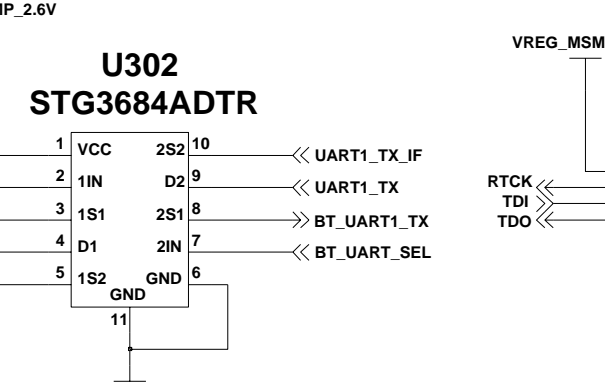 IP_2.6V
VREG_MSM
U302
STG3684ADTR
1 VCC 2S2 10 UART1_TX_IF
2 1IN D2 9 UART1_TX
3 1S1 2S1 8 BT_UART1_TX
4 D1 2IN 7 BT_UART_SEL
5 1S2 GND 6
GND
11
RTCK
TDI
TDO